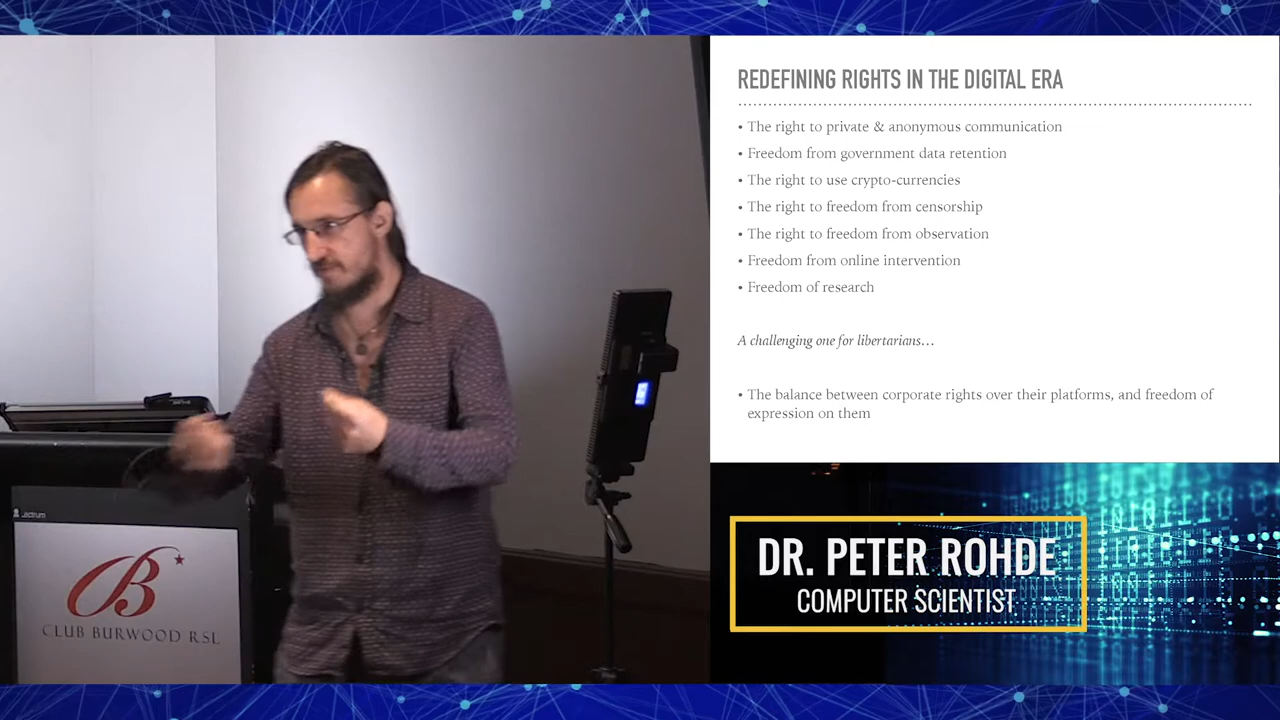 REDEFINING RIGHTS IN THE DIGITAL ERA
• The right to private & anonymous communication
• Freedom from government data retention
• The right to use crypto-currencies
• The right to freedom from censorship
• The right to freedom from observation
• Freedom from online intervention
• Freedom of research
A challenging one for libertarians…
• The balance between corporate rights over their platforms, and freedom of
expression on them
Lectrum
B
CLUB BURWOOD RSL
DR. PETER ROHDE
COMPUTER SCIENTIST